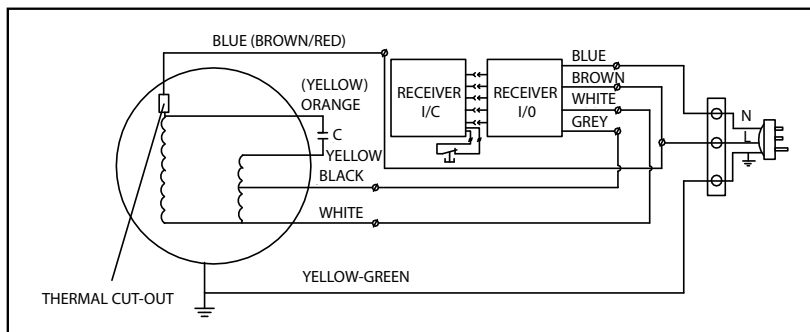 BLUE (BROWN/RED)
(YELLOW)
ORANGE
C
YELLOW
BLACK
WHITE
YELLOW-GREEN
THERMAL CUT-OUT
RECEIVER
I/C
RECEIVER
I/0
BLUE
BROWN
WHITE
GREY
N
L